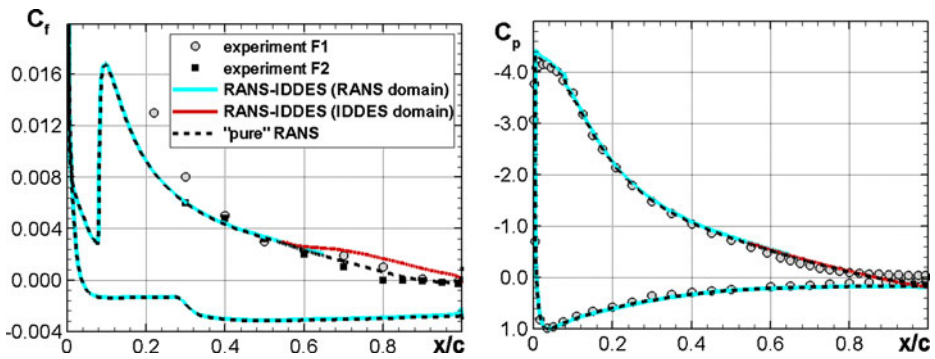 C_f
0.016
0.012
0.008
0.004
0.000
-0.004
0
0.2
0.4
0.6
0.8
x/c
experiment F1
experiment F2
RANS-IDDES (RANS domain)
RANS-IDDES (IDDES domain)
"pure" RANS
C_p
-4.0
-3.0
-2.0
-1.0
0.0
1.0
0
0.2
0.4
0.6
0.8
x/c